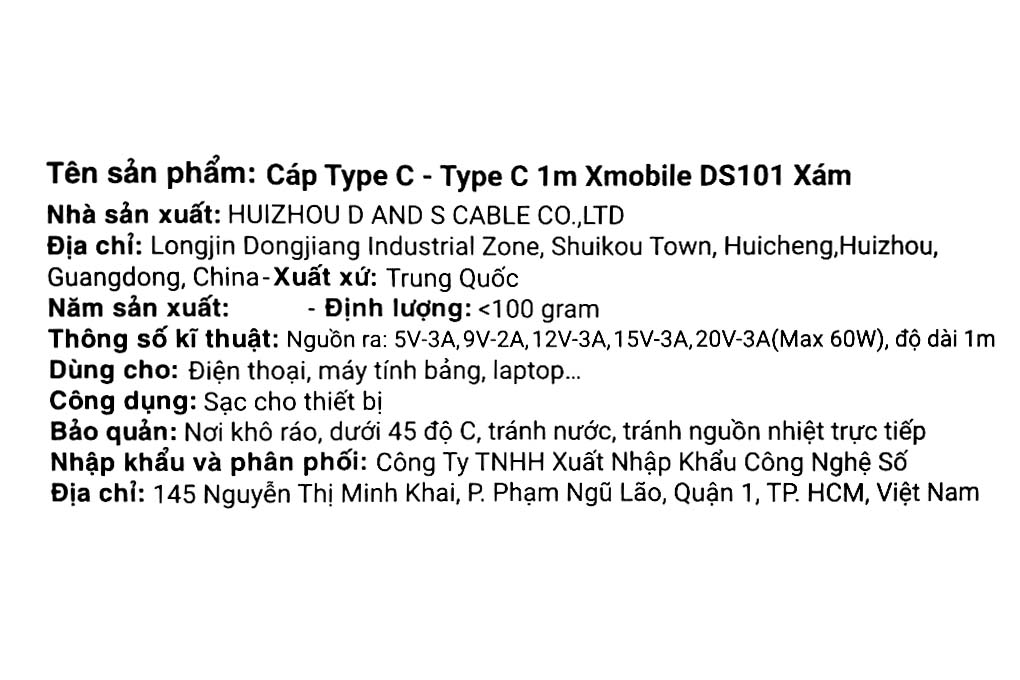 Tên sản phẩm: Cáp Type C - Type C 1m Xmobile DS101 Xám
Nhà sản xuất: HUIZHOU D AND S CABLE CO.,LTD
Địa chỉ: Longjin Dongjiang Industrial Zone, Shuikou Town, Huicheng,Huizhou,
Guangdong, China-Xuất xứ: Trung Quốc
Năm sản xuất: - Định lượng: <100 gram
Thông số kĩ thuật: Nguồn ra: 5V-3A,9V-2A,12V-3A,15V-3A,20V-3A(Max 60W), độ dài 1m
Dùng cho: Điện thoại, máy tính bảng, laptop...
Công dụng: Sạc cho thiết bị
Bảo quản: Nơi khô ráo, dưới 45 độ C, tránh nước, tránh nguồn nhiệt trực tiếp
Nhập khẩu và phân phối: Công Ty TNHH Xuất Nhập Khẩu Công Nghệ Số
Địa chỉ: 145 Nguyễn Thị Minh Khai, P. Phạm Ngũ Lão, Quận 1, TP. HCM, Việt Nam